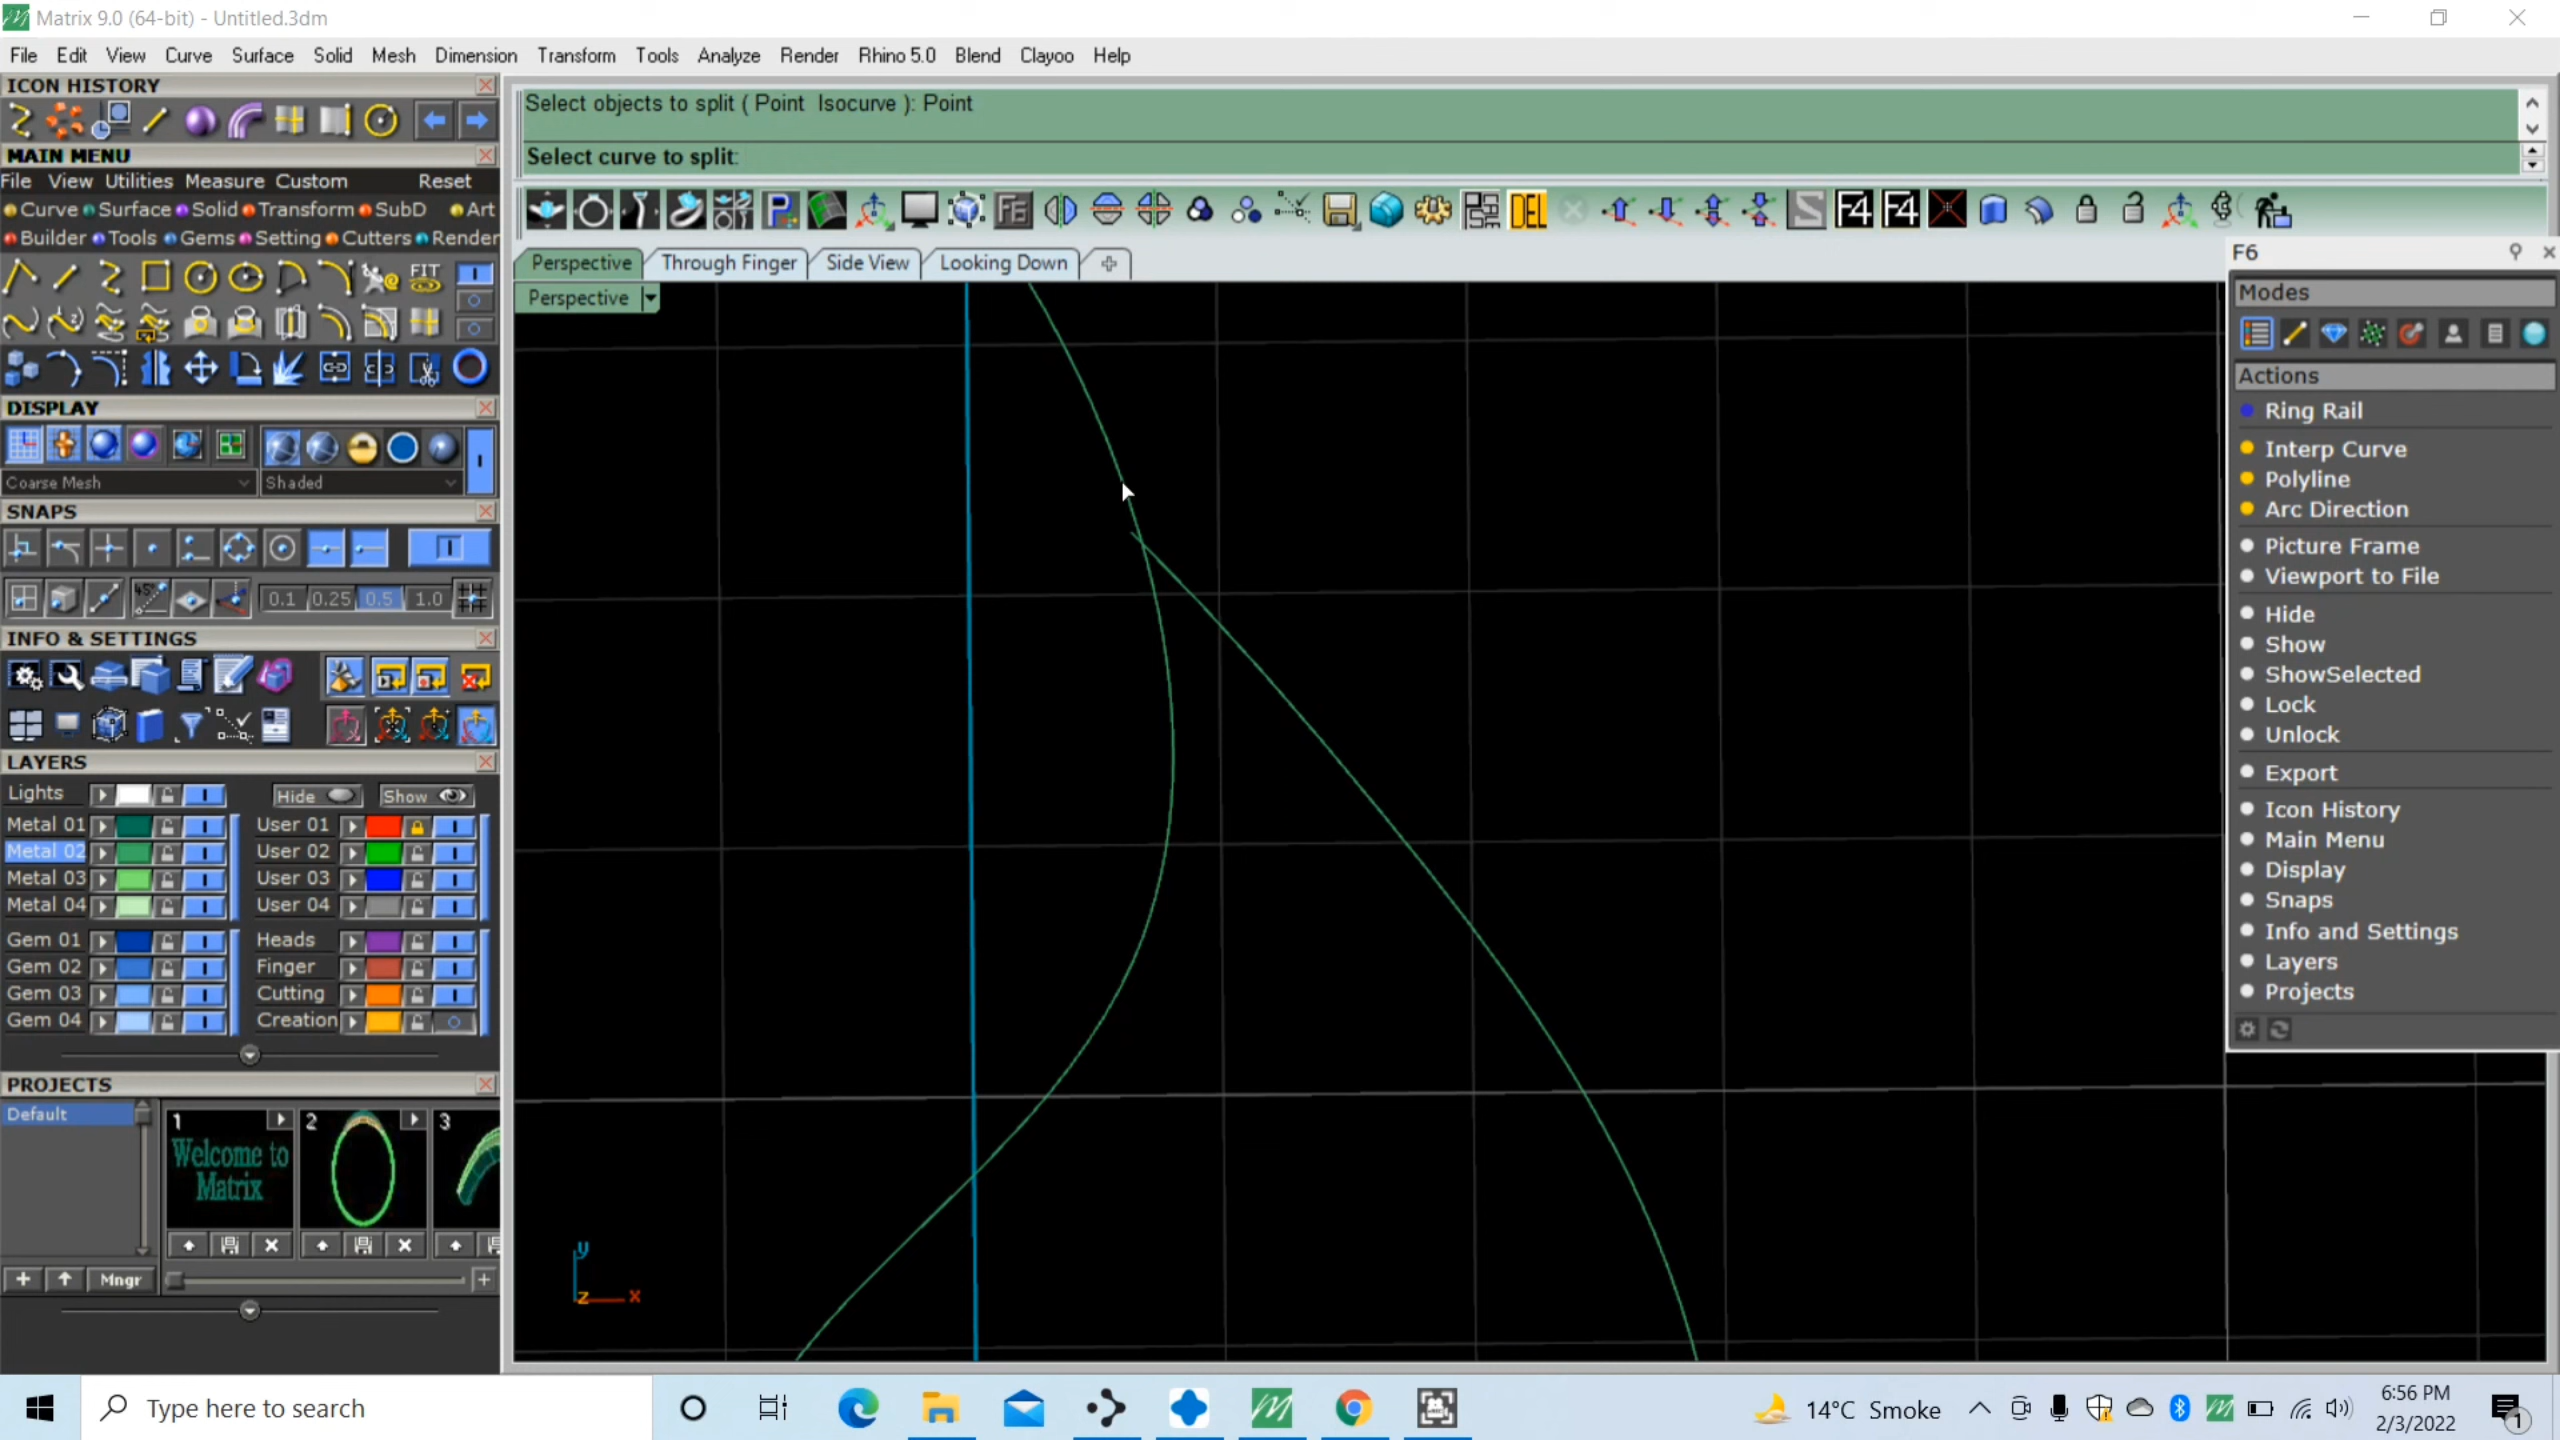 Matrix 9.0 (64-bit) - Untitled.3dm
File Edit View Curve Surface Solid Mesh Dimension Transform Tools Analyze Render Rhino 5.0 Blend Clayoo Help
ICON HISTORY
Select objects to split ( Point Isocurve ): Point
Select curve to split:
MAIN MENU
File View Utilities Measure Custom Reset
Curve Surface Solid Transform SubD Art
Builder Tools Gems Setting Cutters Render
FIT
F6 DEL F4 F4
Perspective Through Finger Side View Looking Down
Perspective
DISPLAY
Coarse Mesh Shaded
SNAPS
45°
0.1 0.25 0.5 1.0
INFO & SETTINGS
LAYERS
Lights Hide Show
Metal 01 User 01
Metal 02 User 02
Metal 03 User 03
Metal 04 User 04
Gem 01 Heads
Gem 02 Finger
Gem 03 Cutting
Gem 04 Creation
PROJECTS
Default
1 2 3
Welcome to
Matrix
Mngr
y
z x
F6
Modes
Actions
Ring Rail
Interp Curve
Polyline
Arc Direction
Picture Frame
Viewport to File
Hide
Show
ShowSelected
Lock
Unlock
Export
Icon History
Main Menu
Display
Snaps
Info and Settings
Layers
Projects
Type here to search
14°C Smoke
6:56 PM
2/3/2022
1